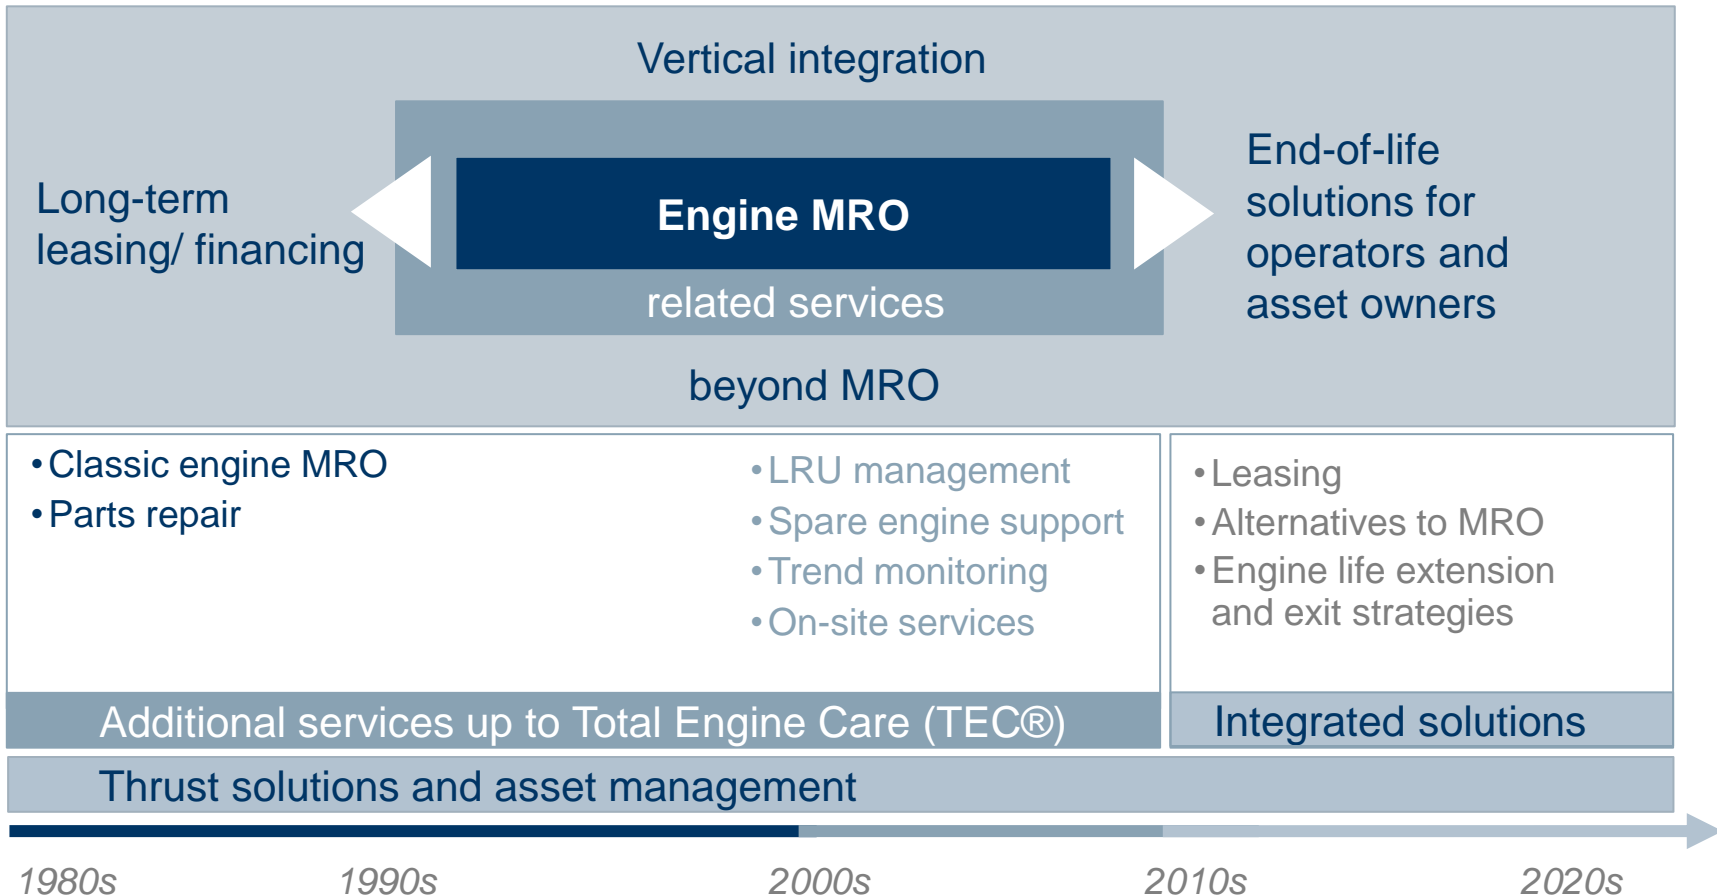 Vertical integration
Long-term
leasing/ financing
Engine MRO
related services
beyond MRO
End-of-life
solutions for
operators and
asset owners
•Classic engine MRO
•Parts repair
•LRU management
•Spare engine support
•Trend monitoring
•On-site services
•Leasing
•Alternatives to MRO
•Engine life extension
and exit strategies
Additional services up to Total Engine Care (TEC®)
Integrated solutions
Thrust solutions and asset management
1980s 1990s 2000s 2010s 2020s